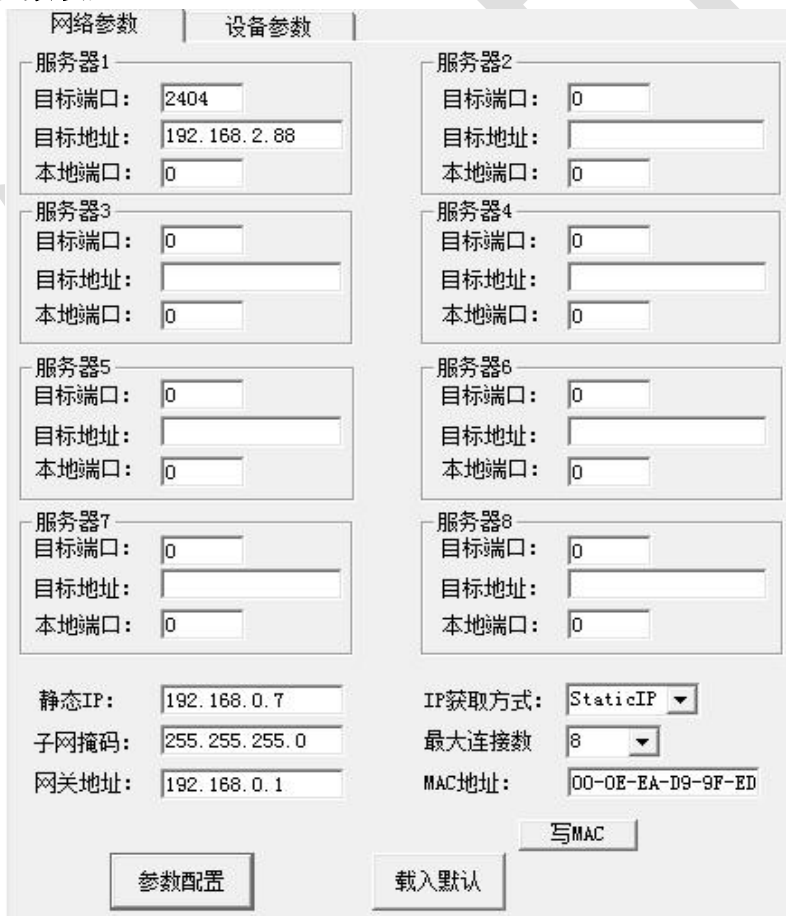 网络参数 设备参数
服务器1 服务器2
目标端口： 2404 目标端口： 0
目标地址： 192.168.2.88 目标地址：
本地端口： 0 本地端口： 0
服务器3 服务器4
目标端口： 0 目标端口： 0
目标地址： 目标地址：
本地端口： 0 本地端口： 0
服务器5 服务器6
目标端口： 0 目标端口： 0
目标地址： 目标地址：
本地端口： 0 本地端口： 0
服务器7 服务器8
目标端口： 0 目标端口： 0
目标地址： 目标地址：
本地端口： 0 本地端口： 0
静态IP： 192.168.0.7 IP获取方式： StaticIP
子网掩码： 255.255.255.0 最大连接数 8
网关地址： 192.168.0.1 MAC地址： 00-0E-EA-D9-9F-ED
写MAC
参数配置 载入默认